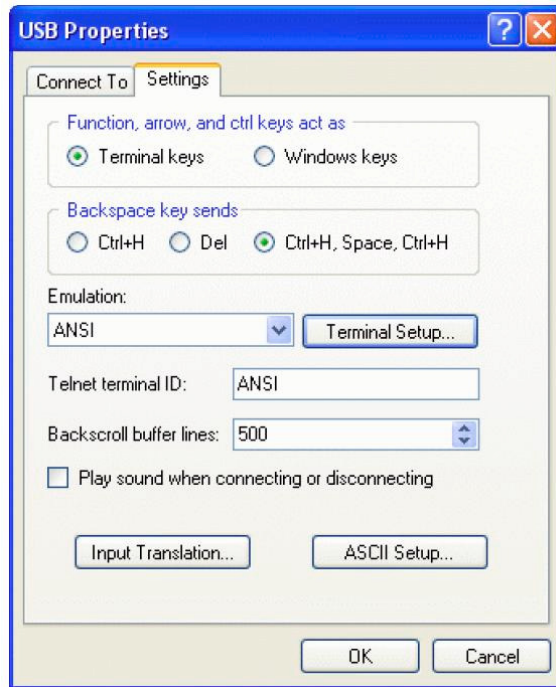 USB Properties
?
Connect To Settings
Function, arrow, and ctrl keys act as
Terminal keys Windows keys
Backspace key sends
Ctrl+H Del Ctrl+H, Space, Ctrl+H
Emulation:
ANSI Terminal Setup...
Telnet terminal ID: ANSI
Backscroll buffer lines: 500
Play sound when connecting or disconnecting
Input Translation... ASCII Setup...
OK Cancel